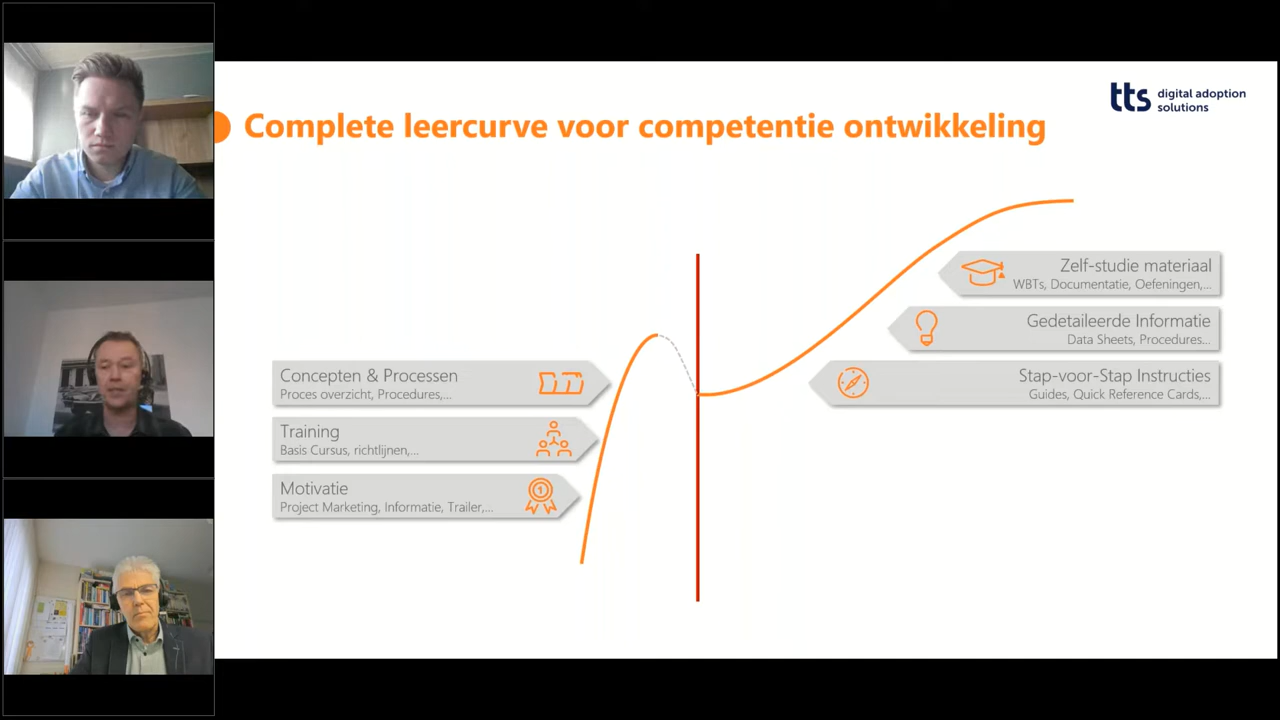 tts digital adoption
solutions
Complete leercurve voor competentie ontwikkeling
Zelf-studie materiaal
WBTs, Documentatie, Oefeningen,...
Gedetaileerde Informatie
Data Sheets, Procedures...
Stap-voor-Stap Instructies
Guides, Quick Reference Cards,...
Concepten & Processen
Proces overzicht, Procedures,...
Training
Basis Cursus, richtlijnen,...
Motivatie
Project Marketing, Informatie, Trailer,...
1